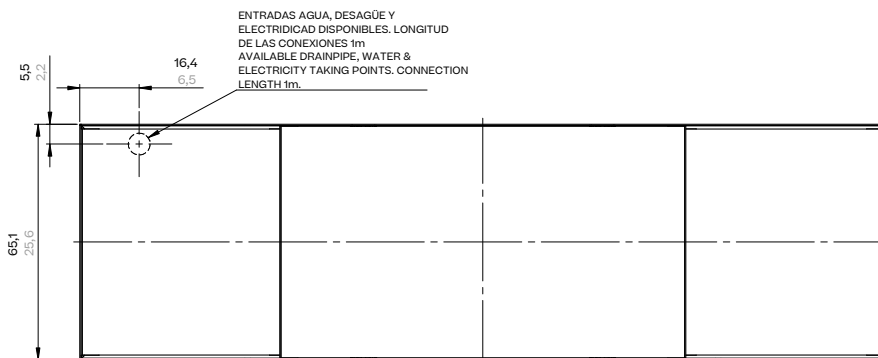 ENTRADAS AGUA, DESAGÜE Y
ELECTRIDICAD DISPONIBLES. LONGITUD
DE LAS CONEXIONES 1m
AVAILABLE DRAINPIPE, WATER &
ELECTRICITY TAKING POINTS. CONNECTION
LENGTH 1m.
16,4
6,5
5,5
2,2
65,1
25,6